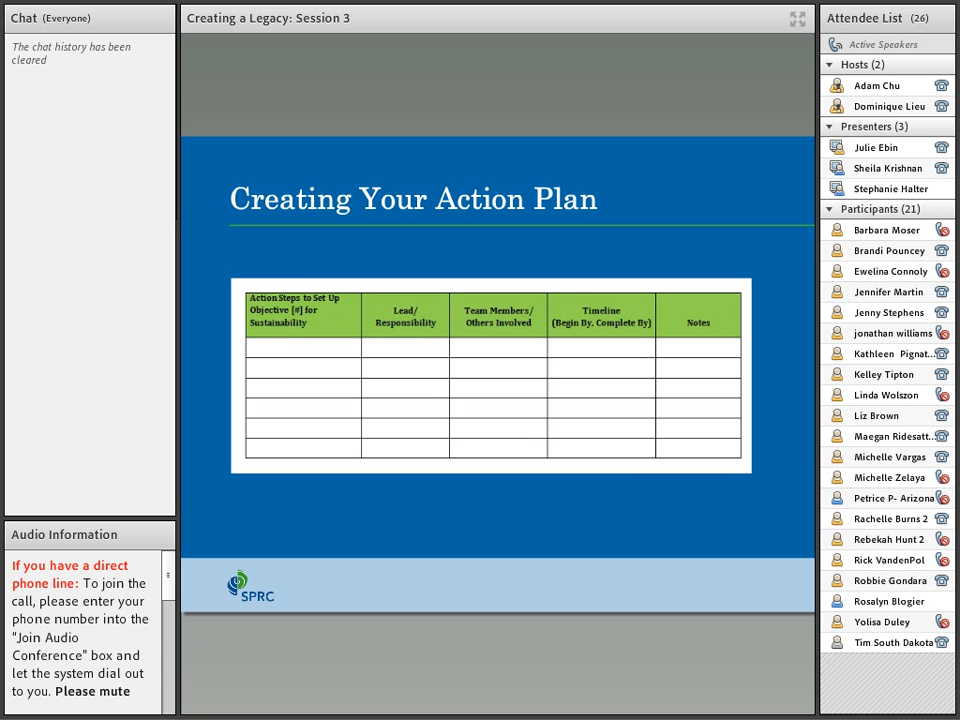 Chat (Everyone)
The chat history has been
cleared
Audio Information
If you have a direct
phone line: To join the
call, please enter your
phone number into the
"Join Audio
Conference" box and
let the system dial out
to you. Please mute
Creating a Legacy: Session 3
Creating Your Action Plan
Action Steps to Set Up
Objective [#] for
Sustainability
Lead/
Responsibility
Team Members/
Others Involved
Timeline
(Begin By, Complete By)
Notes
SPRC
Attendee List (26)
Active Speakers
Hosts (2)
Adam Chu
Dominique Lieu
Presenters (3)
Julie Ebin
Sheila Krishnan
Stephanie Halter
Participants (21)
Barbara Moser
Brandi Pouncey
Ewelina Connoly
Jennifer Martin
Jenny Stephens
jonathan williams
Kathleen Pignat...
Kelley Tipton
Linda Wolszon
Liz Brown
Maegan Ridesatt...
Michelle Vargas
Michelle Zelaya
Petrice P- Arizona
Rachelle Burns 2
Rebekah Hunt 2
Rick VandenPol
Robbie Gondara
Rosalyn Blogier
Yolisa Duley
Tim South Dakota